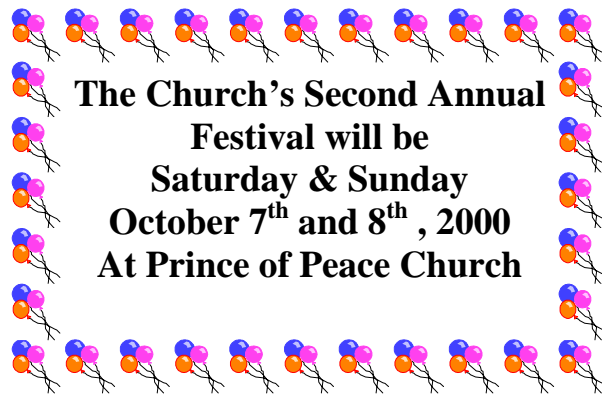 The Church’s Second Annual
Festival will be
Saturday & Sunday
October 7th and 8th , 2000
At Prince of Peace Church